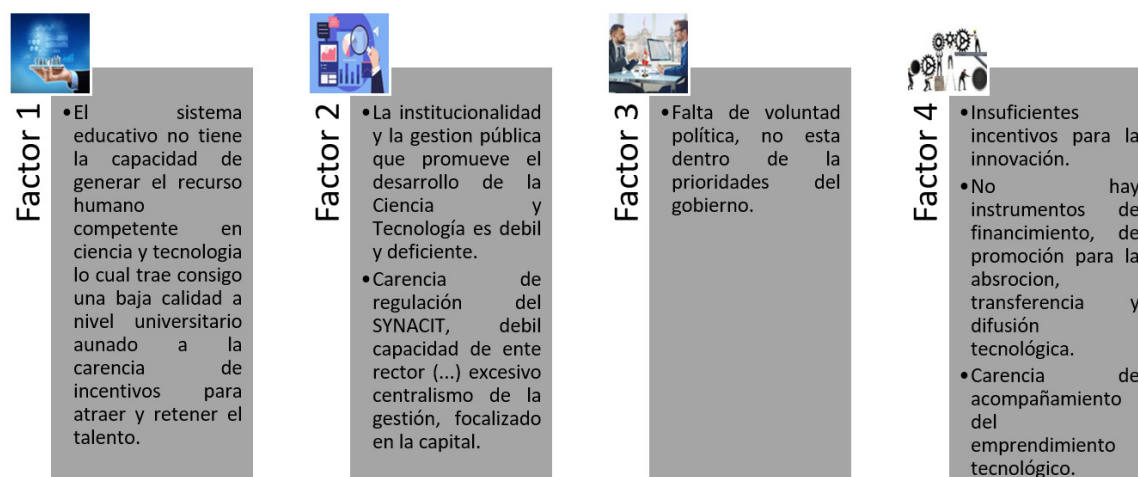 Factor 1
•El sistema
educativo no tiene
la capacidad de
generar el recurso
humano
competente en
ciencia y tecnologia
lo cual trae consigo
una baja calidad a
nivel universitario
aunado a la
carencia de
incentivos para
atraer y retener el
talento.
Factor 2
•La institucionalidad
y la gestion pública
que promueve el
desarrollo de la
Ciencia y
Tecnología es debil
y deficiente.
•Carencia de
regulación del
SYNACIT, debil
capacidad de ente
rector (...) excesivo
centralismo de la
gestión, focalizado
en la capital.
Factor 3
•Falta de voluntad
política, no esta
dentro de la
prioridades del
gobierno.
Factor 4
•Insuficientes
incentivos para la
innovación.
•No hay
instrumentos de
financimiento, de
promoción para la
absrocion,
transferencia y
difusión
tecnológica.
•Carencia de
acompañamiento
del
emprendimiento
tecnológico.